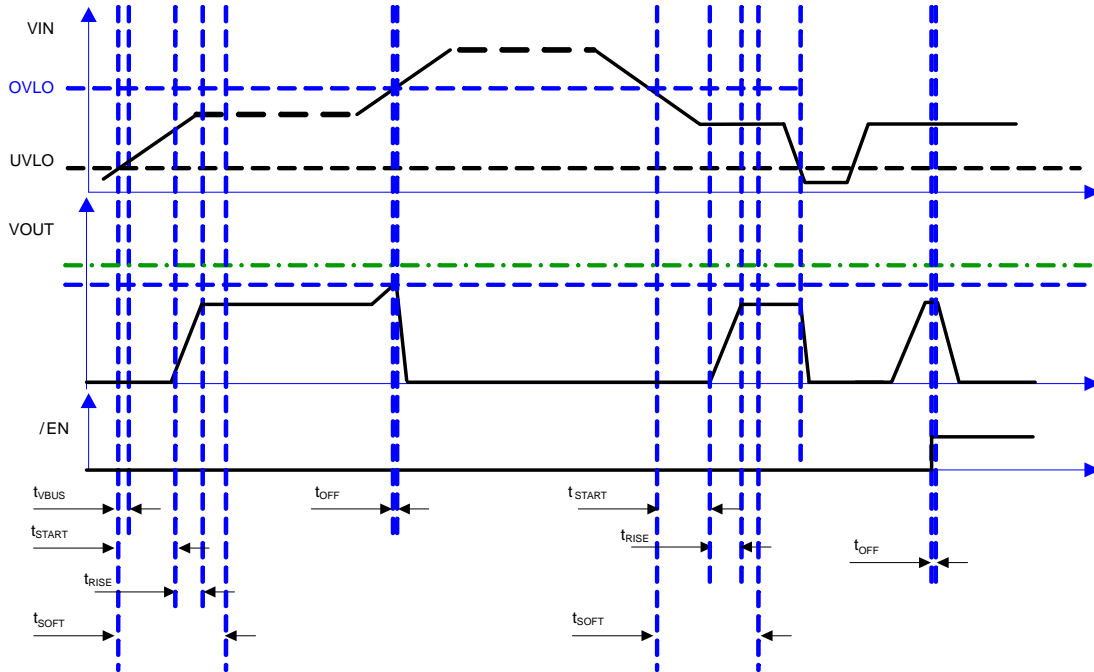 VIN
OVLO
UVLO
VOUT
/EN
tVBUS
tOFF
tSTART
tSTART
tRISE
tOFF
tRISE
tSOFT
tSOFT